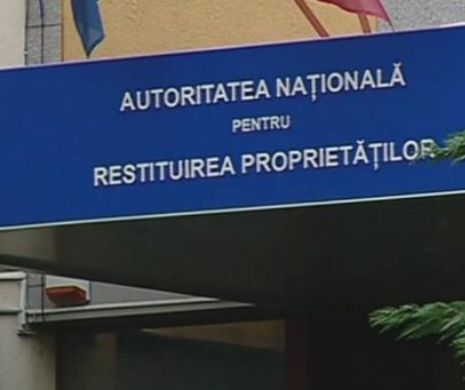 AUTORITATEA NAȚIONALĂ
PENTRU
RESTITUIREA PROPRIETĂȚILOR